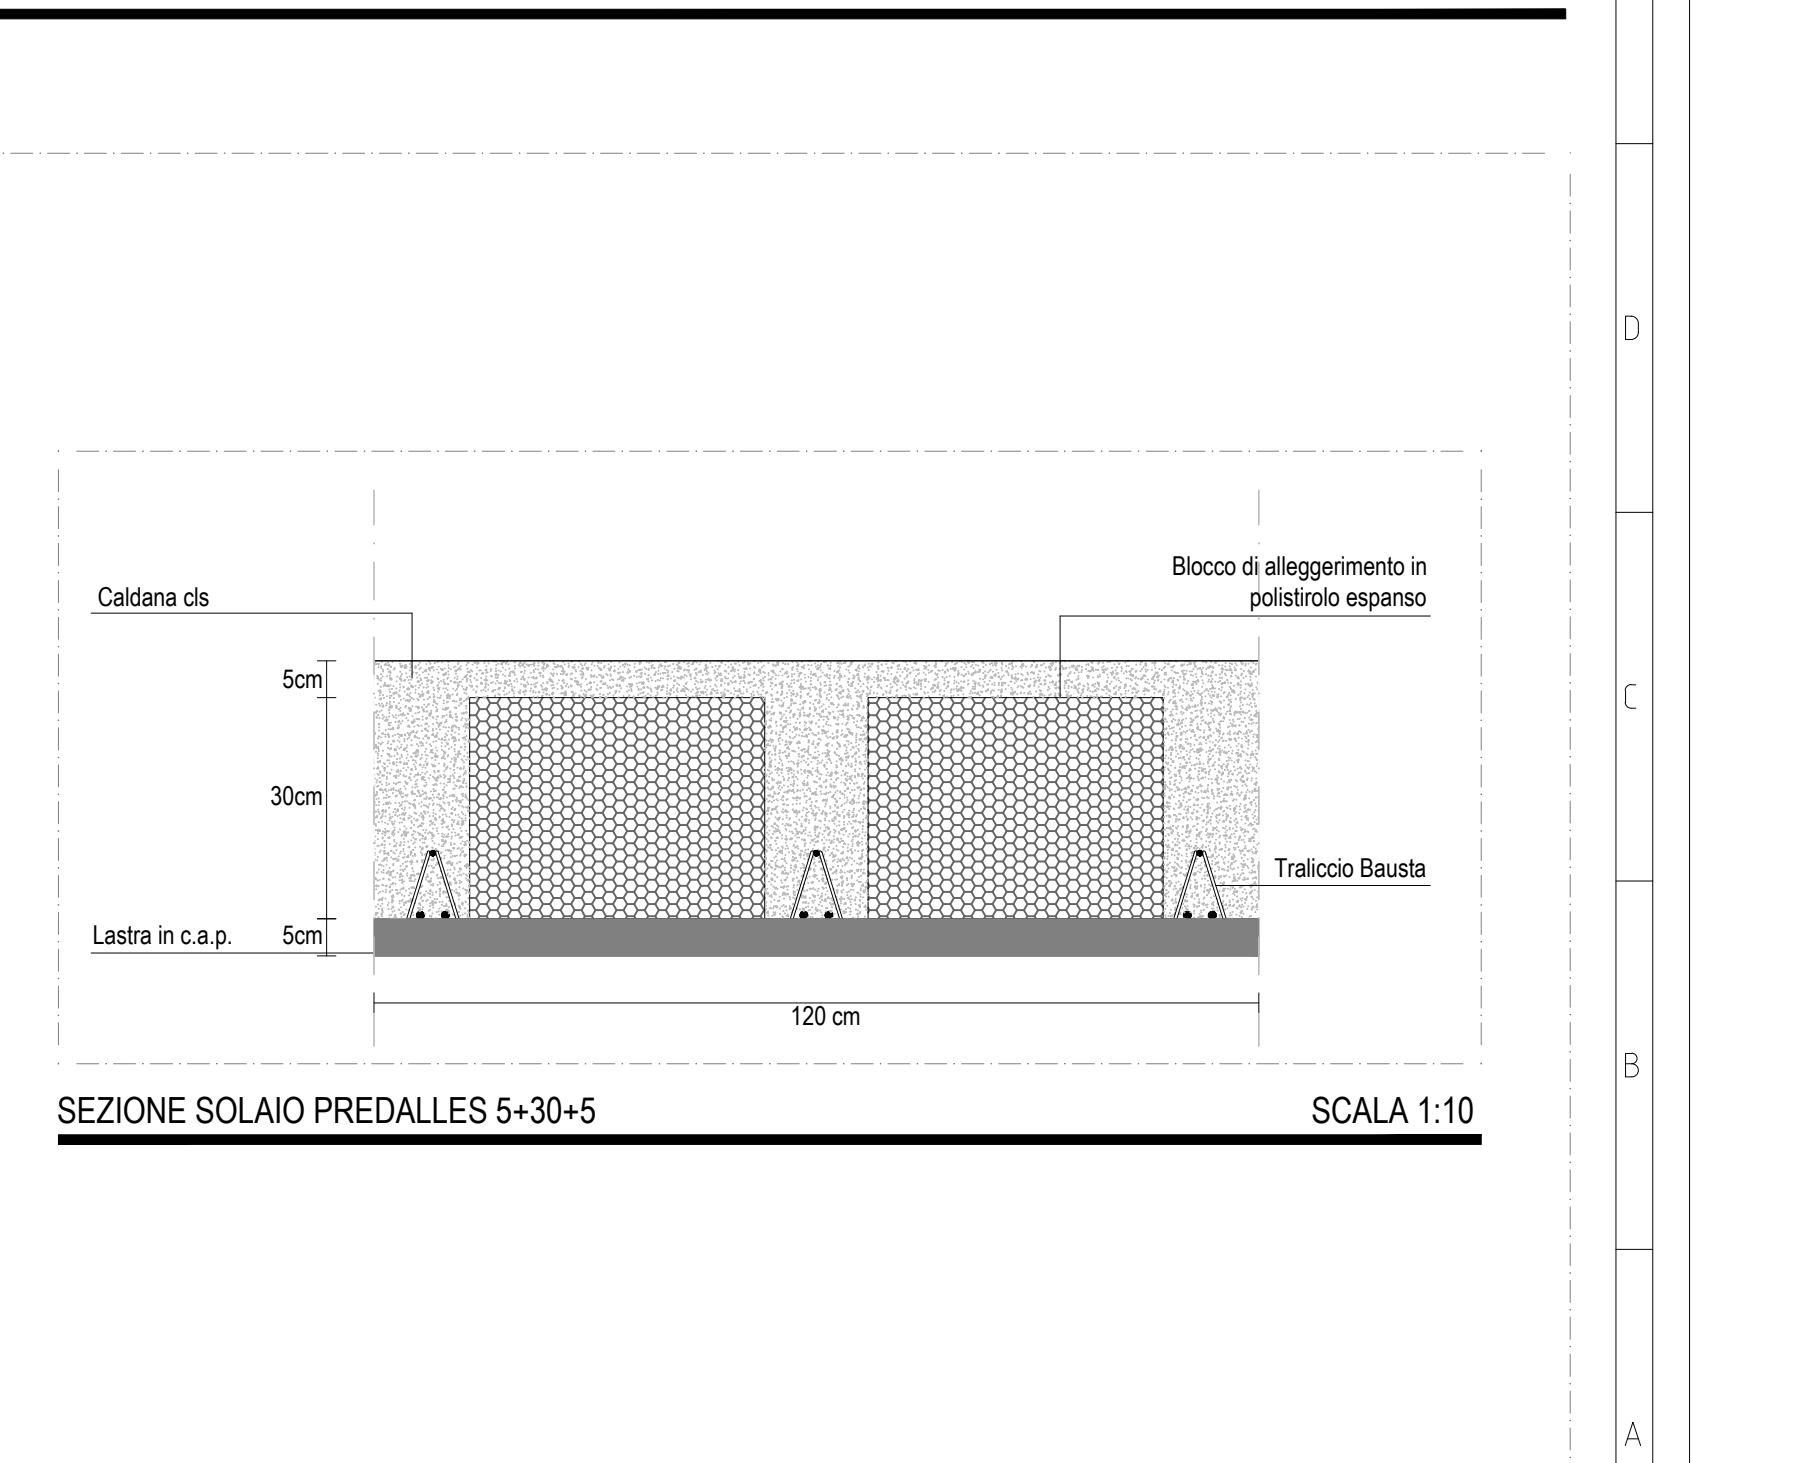 D
Blocco di alleggerimento in
polistirolo espanso
Caldana cls
5cm
C
30cm
Traliccio Bausta
Lastra in c.a.p.
5cm
120 cm
B
SEZIONE SOLAIO PREDALLES 5+30+5
SCALA 1:10
A